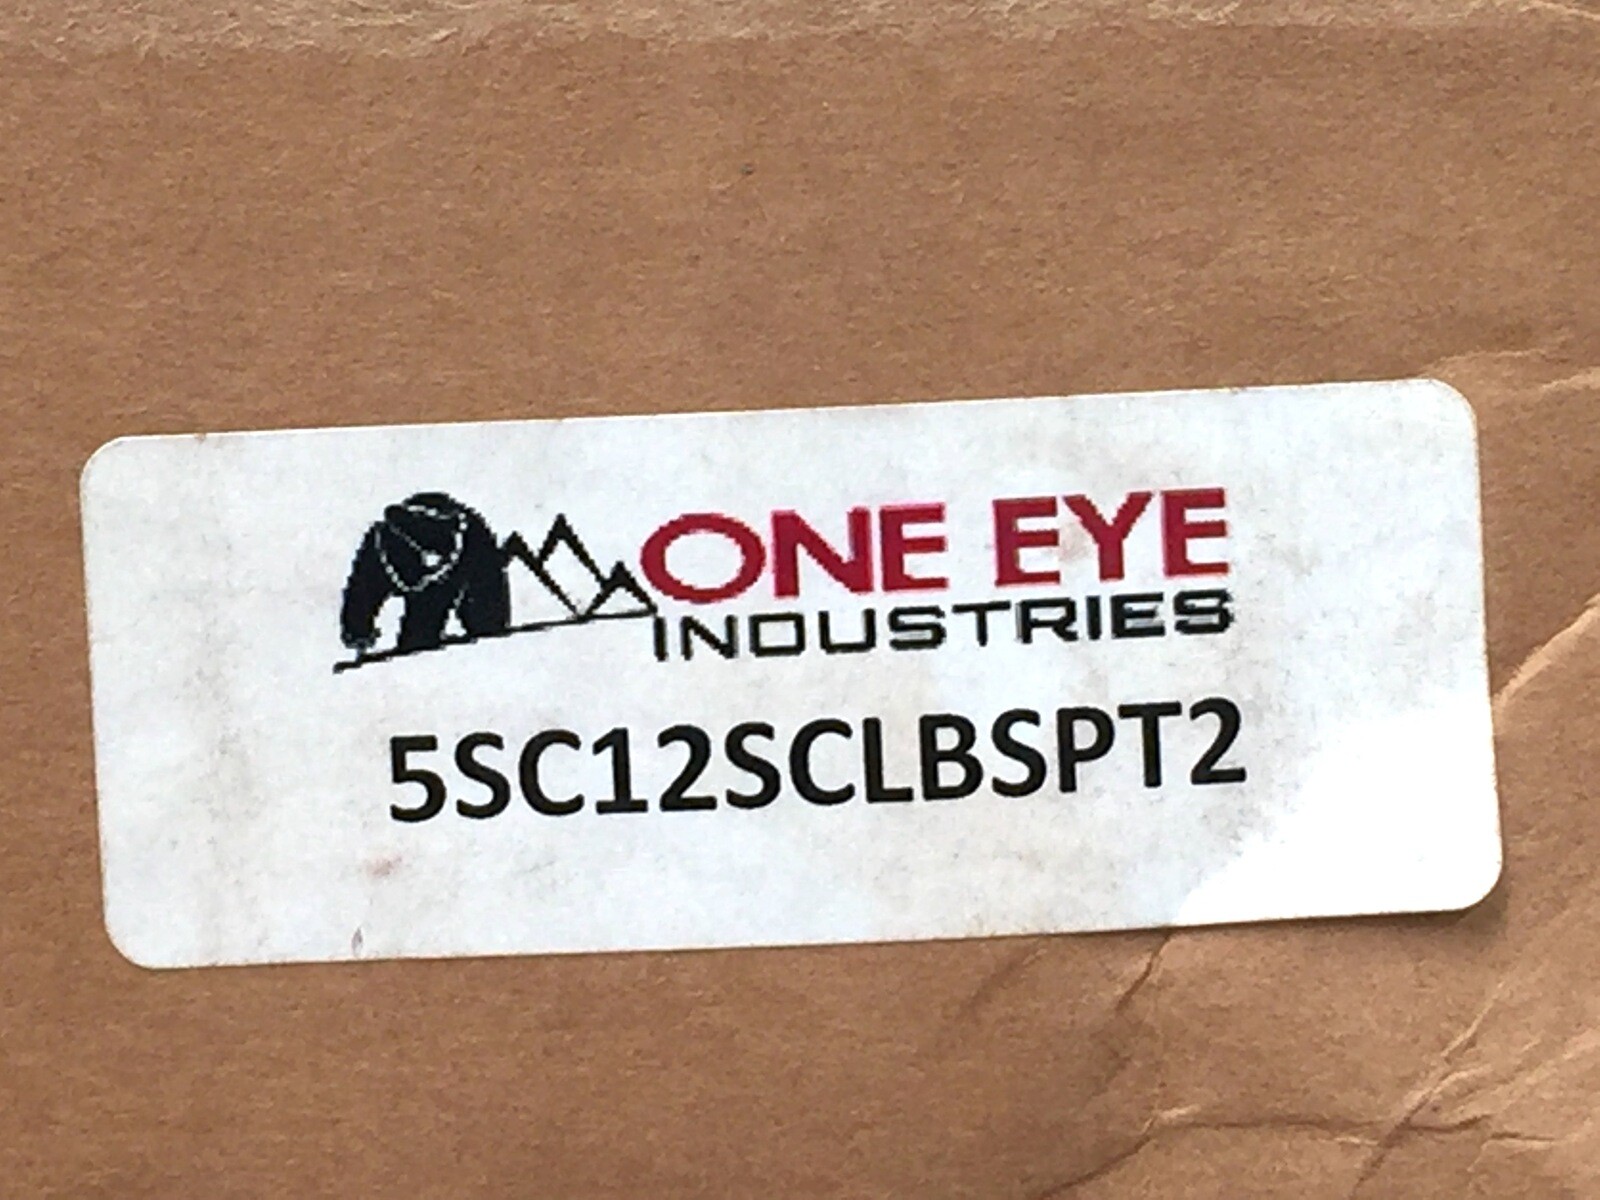 ONE EYE
INDUSTRIES
5SC12SCLBSPT2